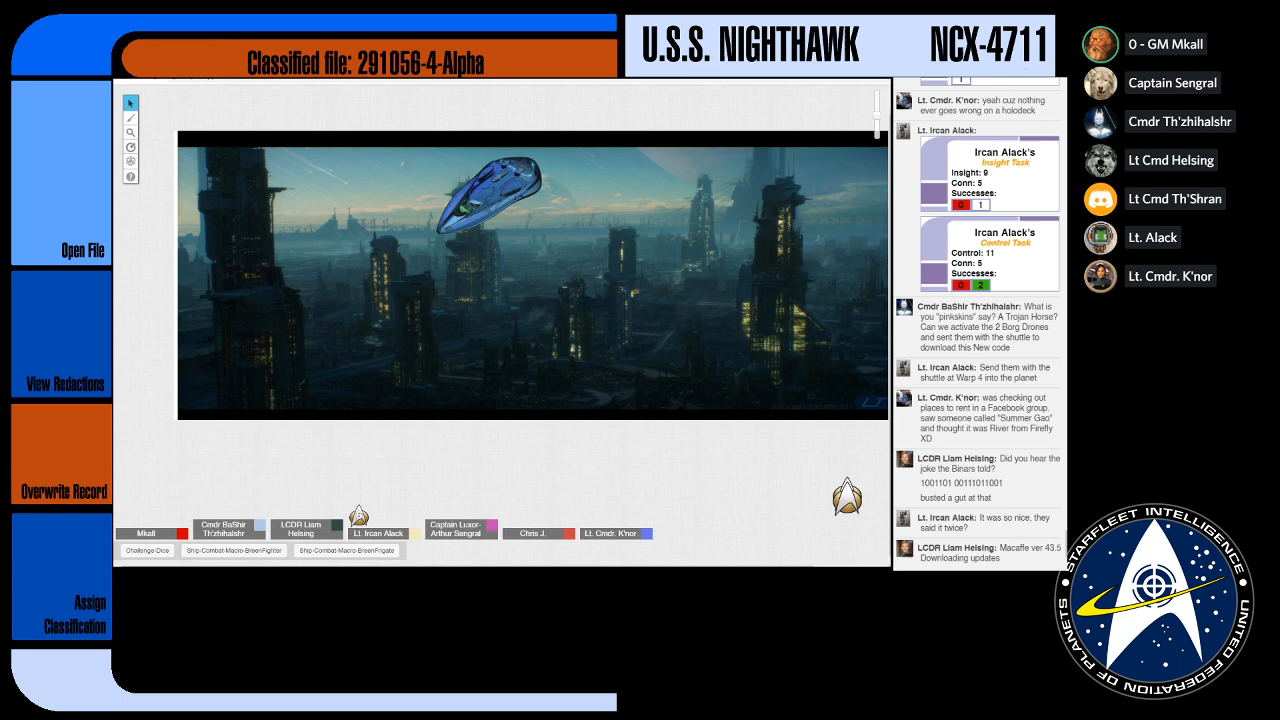 Classified file: 291056-4-Alpha
U.S.S. NIGHTHAWK NCX-4711
Open File
View Redactions
Overwrite Record
Assign
Classification
LT
Mkall
Cmdr BaShir
Th'zhihalshr
LCDR Liam
Helsing
Lt. Ircan Alack
Captain Luxor-
Arthur Sengral
Chris J.
Lt. Cmdr. K'nor
Challenge-Dice
Ship-Combat-Macro-BreenFighter
Ship-Combat-Macro-BreenFrigate
1
Lt. Cmdr. K'nor: yeah cuz nothing
ever goes wrong on a holodeck
Lt. Ircan Alack:
Ircan Alack's
Insight Task
Insight: 9
Conn: 5
Successes:
0 1
Ircan Alack's
Control Task
Control: 11
Conn: 5
Successes:
0 2
Cmdr BaShir Th'zhihalshr: What is
you "pinkskins" say? A Trojan Horse?
Can we activate the 2 Borg Drones
and sent them with the shuttle to
download this New code
Lt. Ircan Alack: Send them with the
shuttle at Warp 4 into the planet
Lt. Cmdr. K'nor: was checking out
places to rent in a Facebook group.
saw someone called "Summer Gao"
and thought it was River from Firefly
XD
LCDR Liam Helsing: Did you hear the
joke the Binars told?
1001101 00111011001
busted a gut at that
Lt. Ircan Alack: It was so nice, they
said it twice?
LCDR Liam Helsing: Macaffe ver 43.5
Downloading updates
0 - GM Mkall
Captain Sengral
Cmdr Th'zhihalshr
Lt Cmd Helsing
Lt Cmd Th'Shran
Lt. Alack
Lt. Cmdr. K'nor
STARFLEET INTELLIGENCE
UNITED FEDERATION OF PLANETS